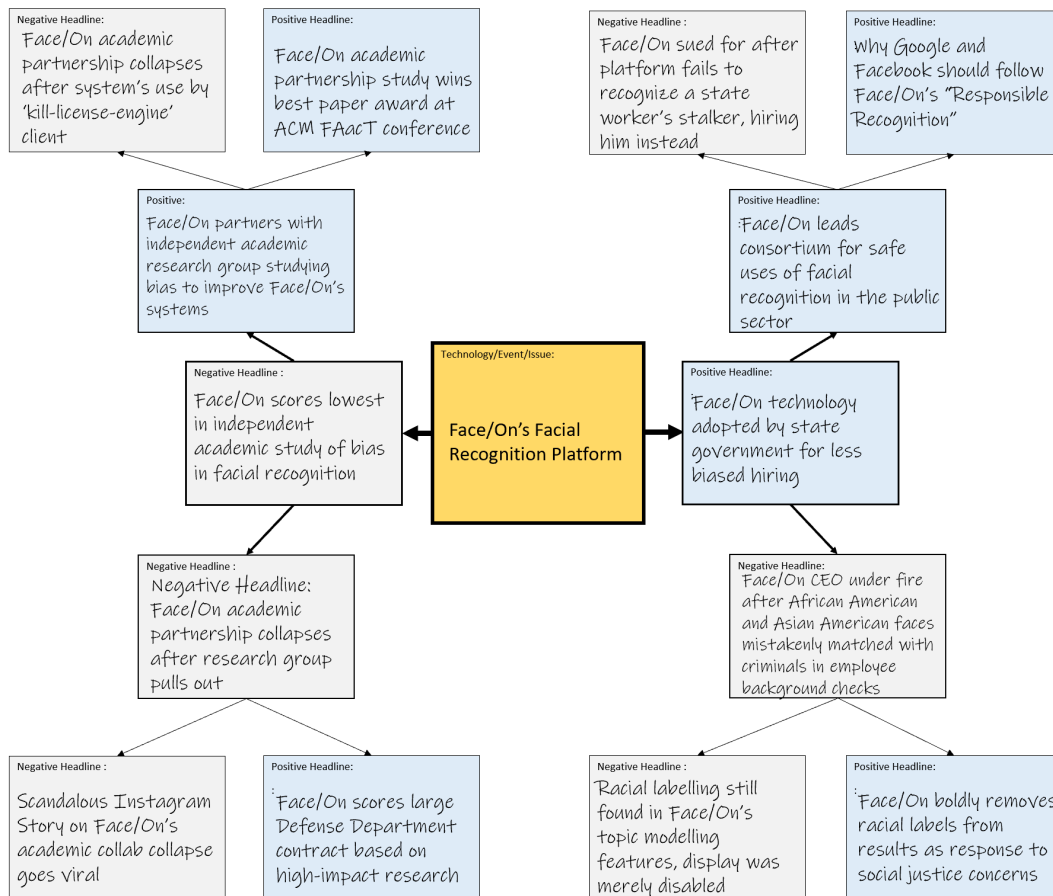 Negative Headline:
Face/On academic
partnership collapses
after system's use by
'kill-license-engine'
client
Positive Headline:
Face/On academic
partnership study wins
best paper award at
ACM FAacT conference
Negative Headline:
Face/On sued for after
platform fails to
recognize a state
worker's stalker, hiring
him instead
Positive Headline:
Why Google and
Facebook should follow
Face/On's "Responsible
Recognition"
Positive:
Face/On partners with
independent academic
research group studying
bias to improve Face/On's
systems
Positive Headline:
:Face/On leads
consortium for safe
uses of facial
recognition in the public
sector
Negative Headline :
Face/On scores lowest
in independent
academic study of bias
in facial recognition
Technology/Event/Issue:
Face/On's Facial
Recognition Platform
Positive Headline:
:Face/On technology
adopted by state
government for less
biased hiring
Negative Headline :
Negative Headline:
Face/On academic
partnership collapses
after research group
pulls out
Negative Headline:
Face/On CEO under fire
after African American
and Asian American faces
mistakenly matched with
criminals in employee
background checks
Negative Headline :
Scandalous Instagram
Story on Face/On's
academic collab collapse
goes viral
Positive Headline:
:Face/On scores large
Defense Department
contract based on
high-impact research
Negative Headline :
Racial labelling still
found in Face/On's
topic modelling
features, display was
merely disabled
Positive Headline:
:Face/On boldly removes
racial labels from
results as response to
social justice concerns